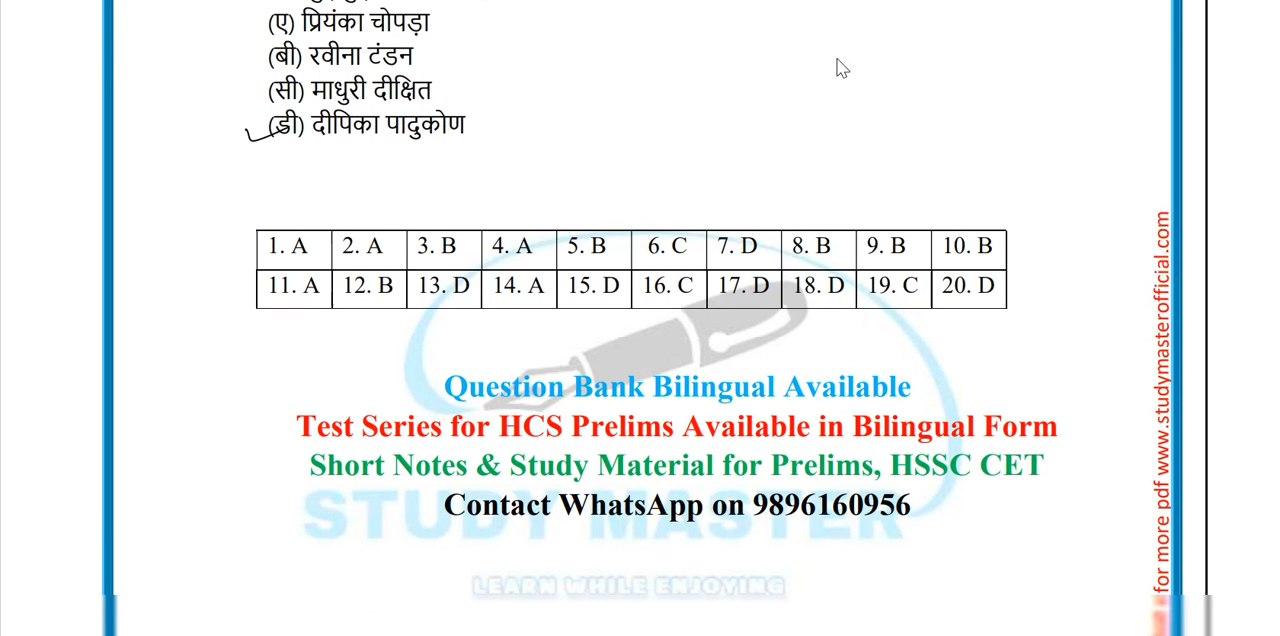 (ए) प्रियंका चोपड़ा
(बी) रवीना टंडन
(सी) माधुरी दीक्षित
(डी) दीपिका पादुकोण
1. A 2. A 3. B 4. A 5. B 6. C 7. D 8. B 9. B 10. B
11. A 12. B 13. D 14. A 15. D 16. C 17. D 18. D 19. C 20. D
Question Bank Bilingual Available
Test Series for HCS Prelims Available in Bilingual Form
Short Notes & Study Material for Prelims, HSSC CET
Contact WhatsApp on 9896160956
STUDY MASTER
LEARN WHILE ENJOYING
for more pdf www.studymasterofficial.com